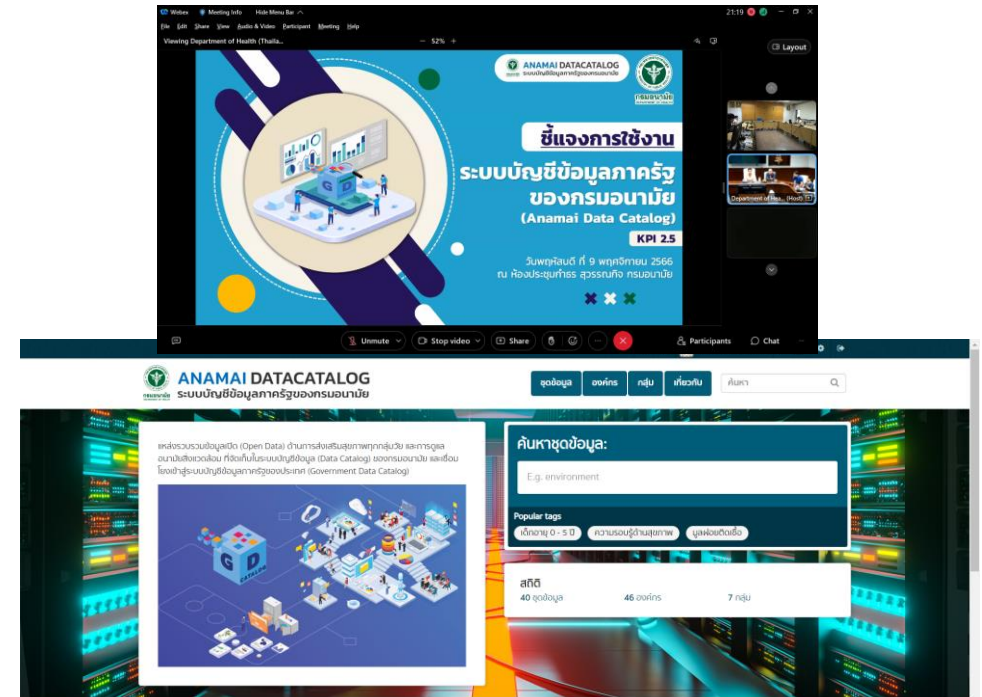 Webex
Meeting Info
Hide Menu Bar
21:19
File Edit Share View Audio & Video Participant Meeting Help
Viewing Department of Health (Thaila...
52%
Layout
ANAMAI DATACATALOG
ระบบบัญชีข้อมูลภาครัฐของกรมอนามัย
กรมอนามัย
ชี้แจงการใช้งาน
ระบบบัญชีข้อมูลภาครัฐ
ของกรมอนามัย
(Anamai Data Catalog)
KPI 2.5
วันพฤหัสบดี ที่ 9 พฤศจิกายน 2566
ณ ห้องประชุมกำธร สุวรรณกิจ กรมอนามัย
G D
Department of Hea... (Host)
Unmute
Stop video
Share
Participants
Chat
กรมอนามัย
ANAMAI DATACATALOG
ระบบบัญชีข้อมูลภาครัฐของกรมอนามัย
ชุดข้อมูล องค์กร กลุ่ม เกี่ยวกับ
ค้นหา
แหล่งรวบรวมข้อมูลเปิด (Open Data) ด้านการส่งเสริมสุขภาพทุกกลุ่มวัย และการดูแล
อนามัยสิ่งแวดล้อม ที่จัดเก็บในระบบบัญชีข้อมูล (Data Catalog) ของกรมอนามัย และเชื่อม
โยงเข้าสู่ระบบบัญชีข้อมูลภาครัฐของประเทศ (Government Data Catalog)
G D
CATALOG
ค้นหาชุดข้อมูล:
E.g. environment
Popular tags
เด็กอายุ 0 - 5 ปี ความรอบรู้ด้านสุขภาพ มูลฝอยติดเชื้อ
สถิติ
40 ชุดข้อมูล 46 องค์กร 7 กลุ่ม